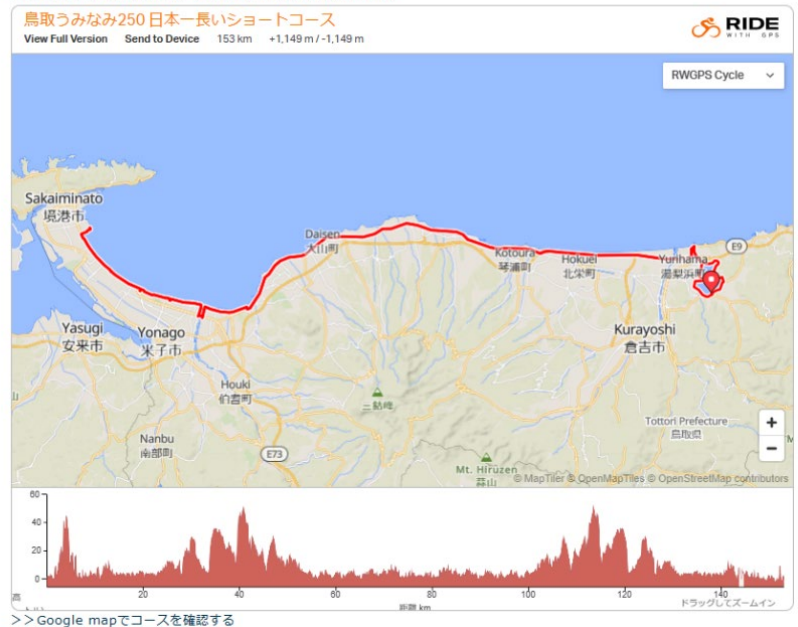 鳥取うみなみ250 日本一長いショートコース
View Full Version Send to Device 153 km +1,149 m / -1,149 m
RIDE
WITH GPS
RWGPS Cycle
Sakaiminato
境港市
Daisen
大山町
Kotoura
琴浦町
Hokuei
北栄町
Yurihama
湯梨浜町
E9
Yasugi
安来市
Yonago
米子市
Kurayoshi
倉吉市
Houki
伯耆町
三鈷峰
Tottori Prefecture
鳥取県
Nanbu
南部町
E73
Mt. Hiruzen
蒜山
+
−
© MapTiler © OpenMapTiles © OpenStreetMap contributors
60
40
20
0
20 40 60 80 100 120 140
距離 km
ドラッグしてズームイン
>>Google mapでコースを確認する